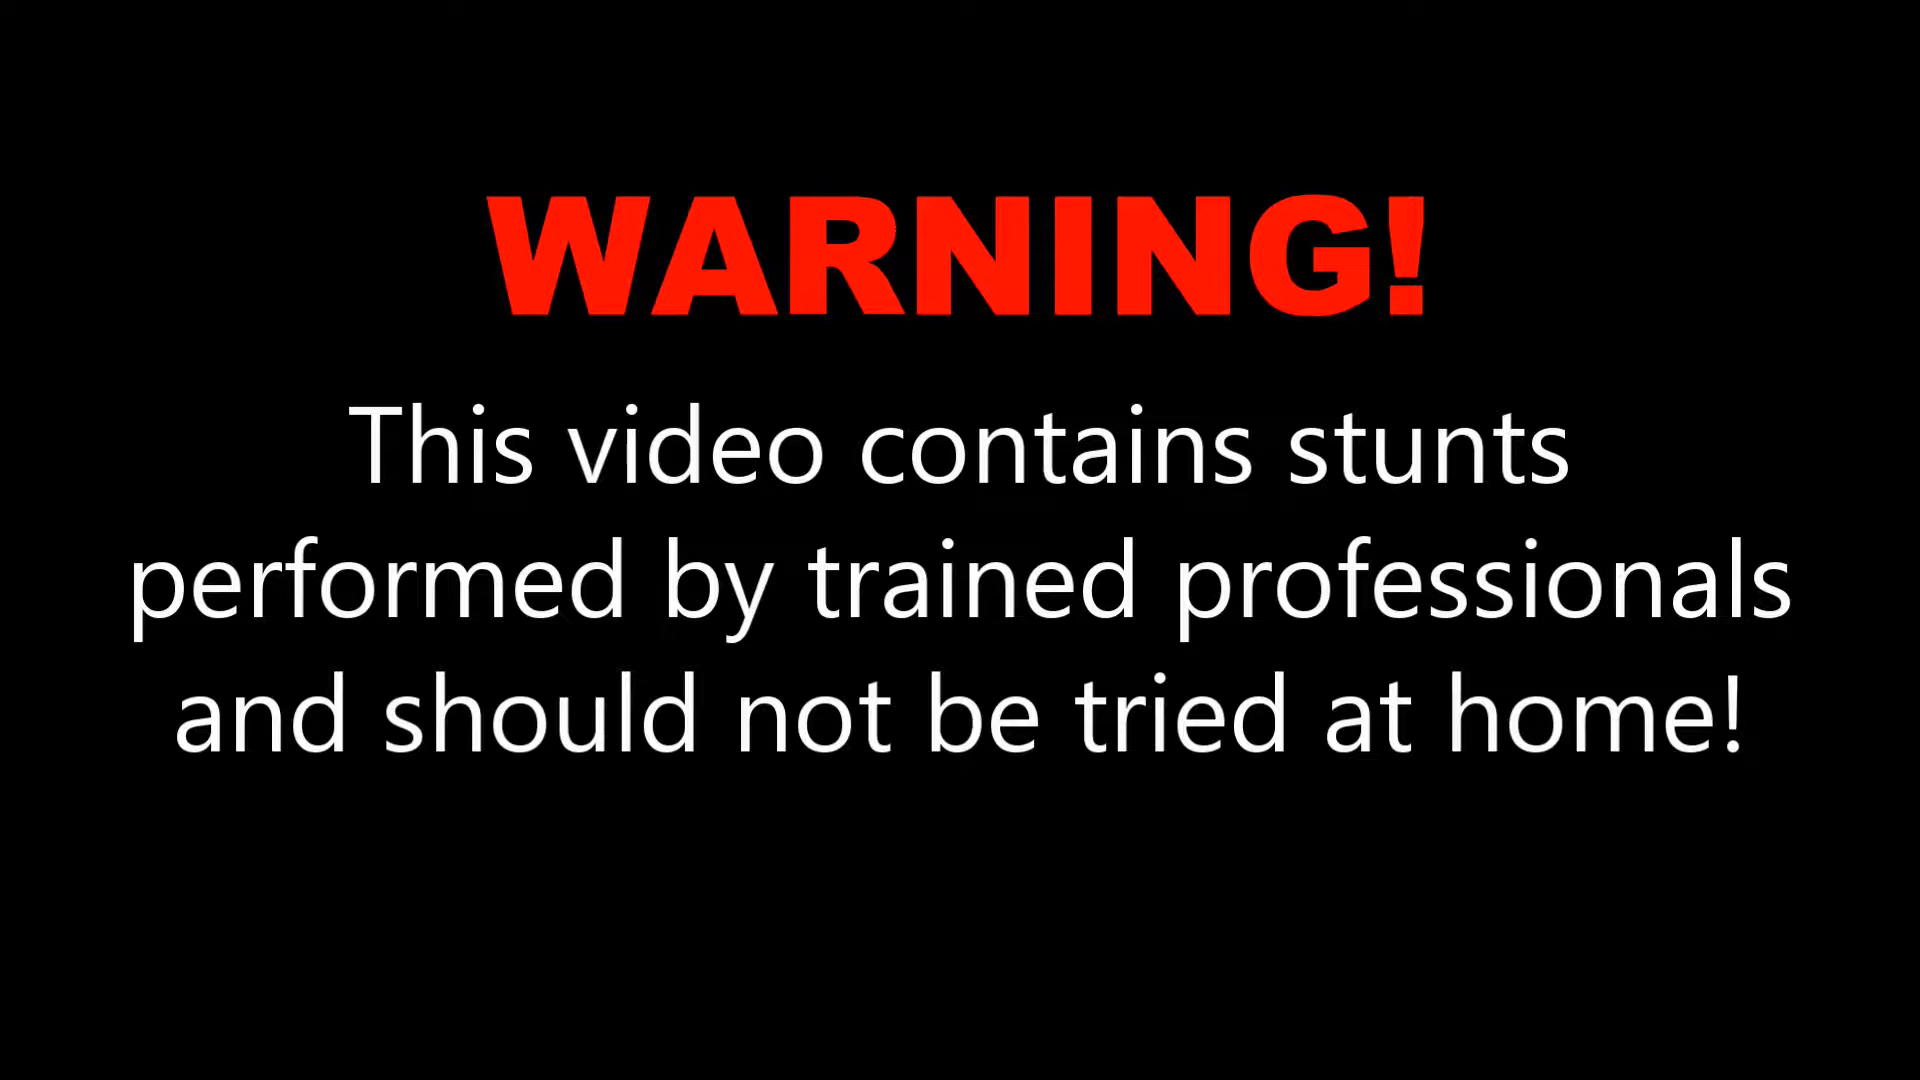 WARNING!
This video contains stunts
performed by trained professionals
and should not be tried at home!